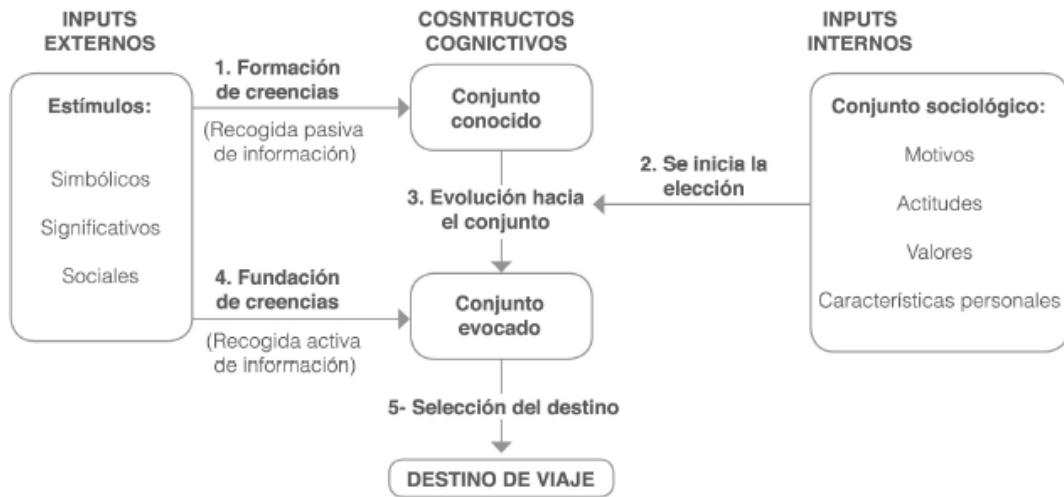 INPUTS
EXTERNOS
COSNTRUCTOS
COGNICTIVOS
INPUTS
INTERNOS
Estímulos:
Simbólicos
Significativos
Sociales
1. Formación
de creencias
(Recogida pasiva
de información)
Conjunto
conocido
Conjunto sociológico:
Motivos
Actitudes
Valores
Características personales
2. Se inicia la
elección
3. Evolución hacia
el conjunto
4. Fundación
de creencias
(Recogida activa
de información)
Conjunto
evocado
5- Selección del destino
DESTINO DE VIAJE